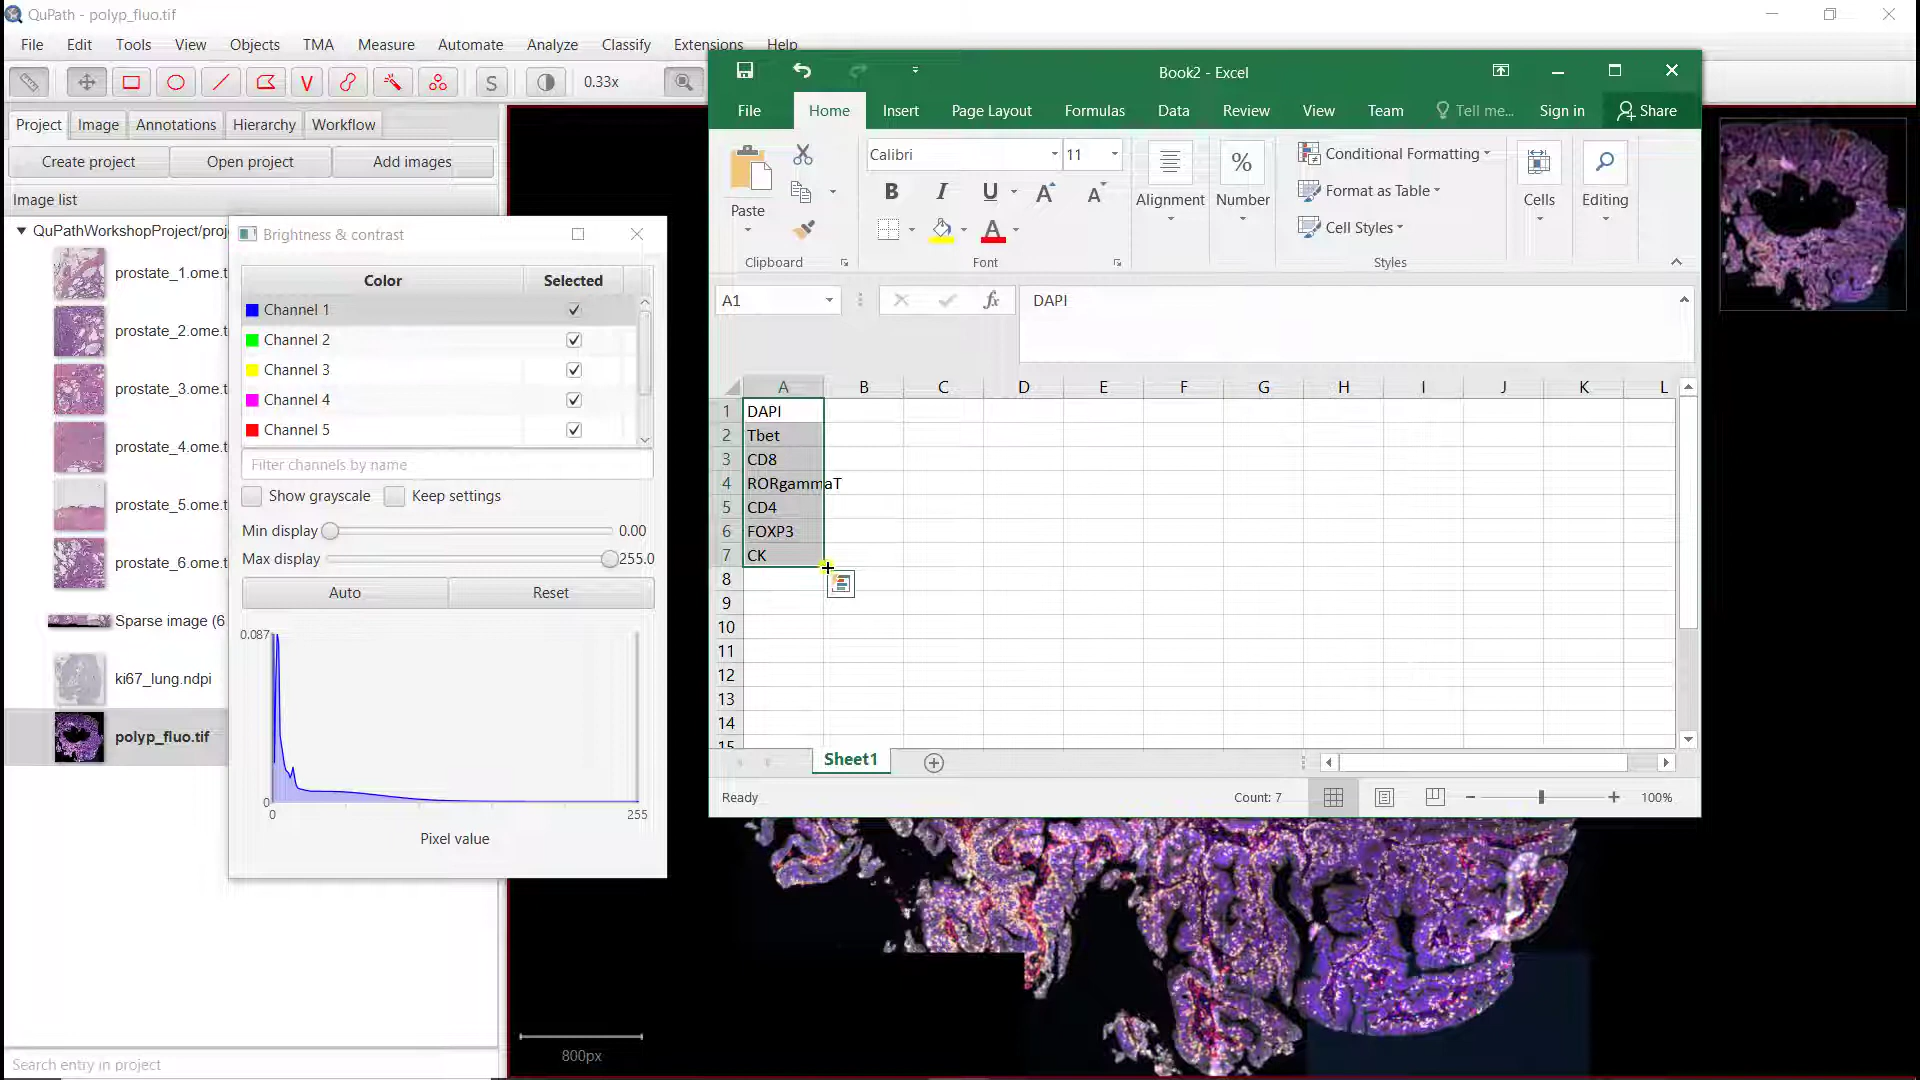 QuPath - polyp_fluo.tif
File Edit Tools View Objects TMA Measure Automate Analyze Classify Extensions Help
V S 0.33x
Project Image Annotations Hierarchy Workflow
Create project Open project Add images
Image list
QuPathWorkshopProject/proj
prostate_1.ome.t
prostate_2.ome.t
prostate_3.ome.t
prostate_4.ome.t
prostate_5.ome.t
prostate_6.ome.t
Sparse image (6
ki67_lung.ndpi
polyp_fluo.tif
Search entry in project
Brightness & contrast
Color Selected
Channel 1
Channel 2
Channel 3
Channel 4
Channel 5
Filter channels by name
Show grayscale Keep settings
Min display 0.00
Max display 255.0
Auto Reset
0.087
0
0 255
Pixel value
Book2 - Excel
File Home Insert Page Layout Formulas Data Review View Team Tell me... Sign in Share
Paste
Clipboard
Calibri 11
B I U A A
A
Font
Alignment
%
Number
Conditional Formatting
Format as Table
Cell Styles
Styles
Cells
Editing
A1 fx DAPI
A B C D E F G H I J K L
1 DAPI
2 Tbet
3 CD8
4 RORgammaT
5 CD4
6 FOXP3
7 CK
8
9
10
11
12
13
14
15
Sheet1
Ready Count: 7 100%
800px